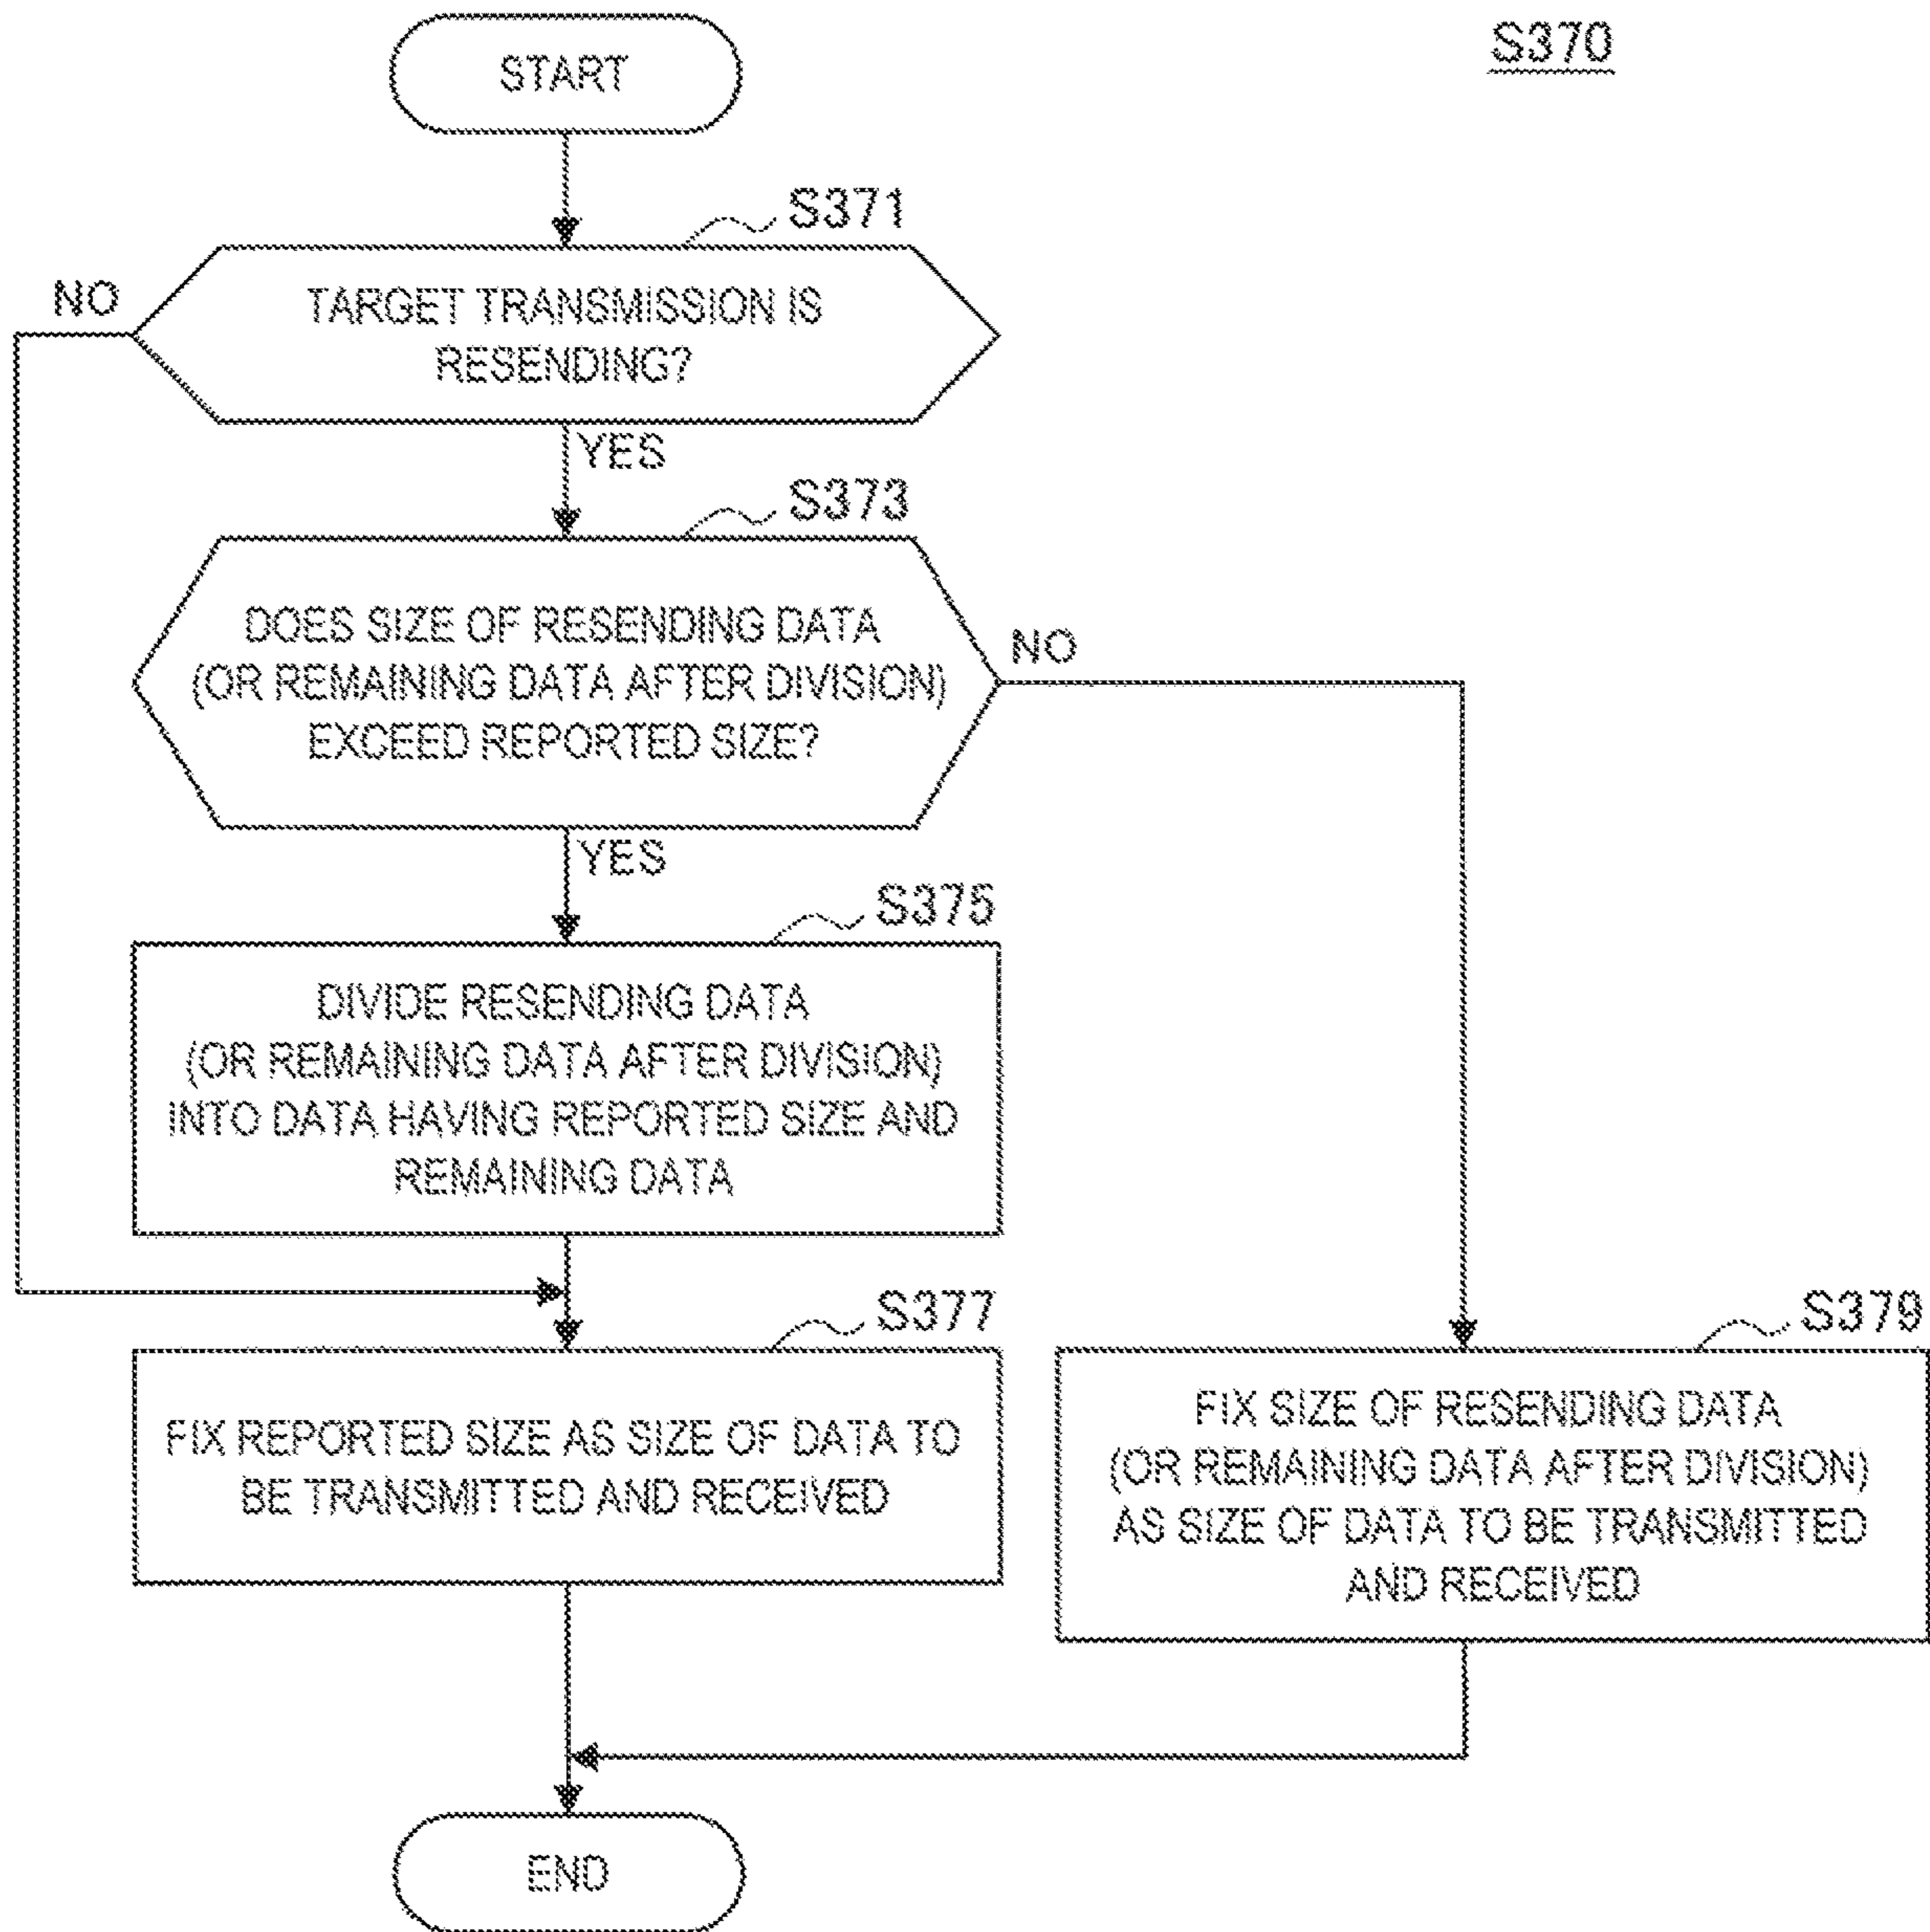 S370
START
S371
NO
TARGET TRANSMISSION IS
RESENDING?
YES
S373
DOES SIZE OF RESENDING DATA
(OR REMAINING DATA AFTER DIVISION)
EXCEED REPORTED SIZE?
NO
YES
S375
DIVIDE RESENDING DATA
(OR REMAINING DATA AFTER DIVISION)
INTO DATA HAVING REPORTED SIZE AND
REMAINING DATA
S377
FIX REPORTED SIZE AS SIZE OF DATA TO
BE TRANSMITTED AND RECEIVED
S379
FIX SIZE OF RESENDING DATA
(OR REMAINING DATA AFTER DIVISION)
AS SIZE OF DATA TO BE TRANSMITTED
AND RECEIVED
END